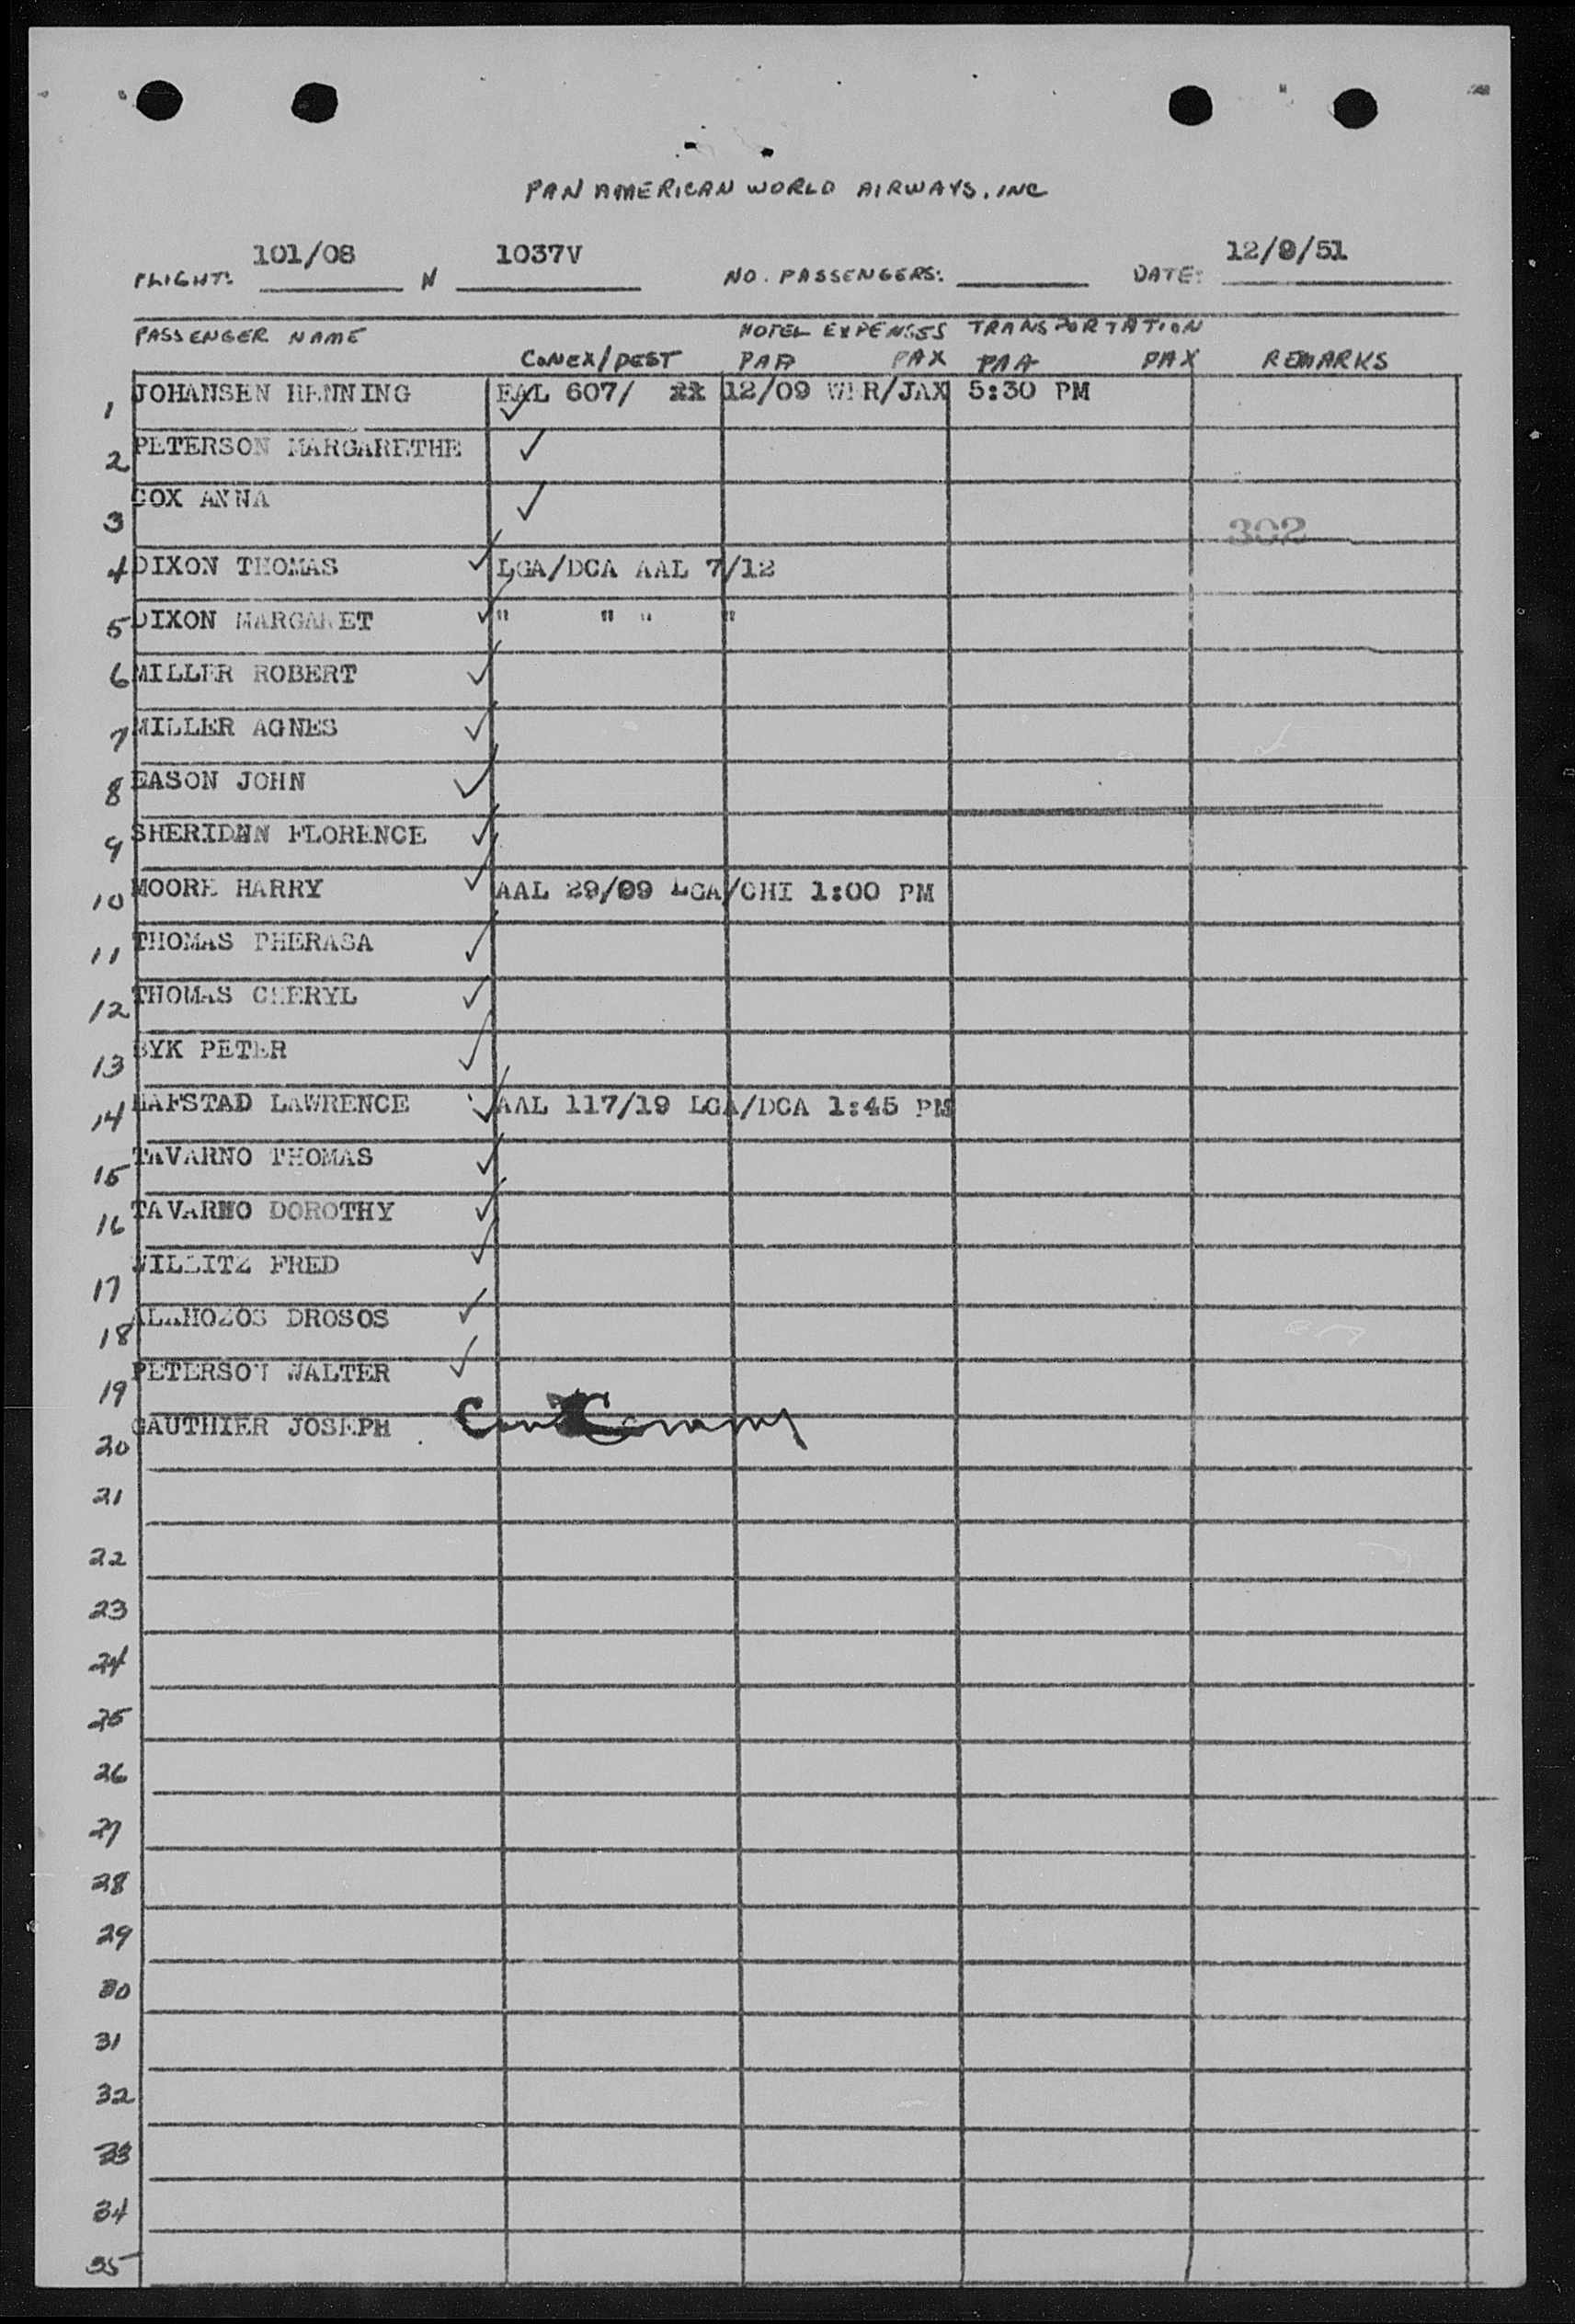 PAN AMERICAN WORLD AIRWAYS, INC
FLIGHT: 101/08 N 1037V NO. PASSENGERS: DATE: 12/9/51
PASSENGER NAME CONEX/DEST HOTEL EXPENSES TRANSPORTATION
PAA PAX PAA PAX REMARKS
1 JOHANSEN HENNING EAL 607/ 12/09 /JAX 5:30 PM
2 PETERSON MARGARETHE ✓
3 COX ANNA ✓
302
4 DIXON THOMAS ✓ LGA/DCA AAL 7/12
5 DIXON MARGARET ✓ " " " "
6 MILLER ROBERT ✓
7 MILLER AGNES ✓
8 EASON JOHN ✓
9 SHERIDAN FLORENCE ✓
10 MOORE HARRY ✓ AAL 29/09 LGA/CHI 1:00 PM
11 THOMAS PHERASA ✓
12 THOMAS CHERYL ✓
13 BYK PETER ✓
14 HAFSTAD LAWRENCE ✓ AAL 117/19 LGA/DCA 1:45 PM
15 TAVARNO THOMAS ✓
16 TAVARNO DOROTHY ✓
17 WILLITZ FRED ✓
18 DROSOS ✓
19 PETERSON WALTER ✓
20 GAUTHIER JOSEPH
21
22
23
24
25
26
27
28
29
30
31
32
33
34
35